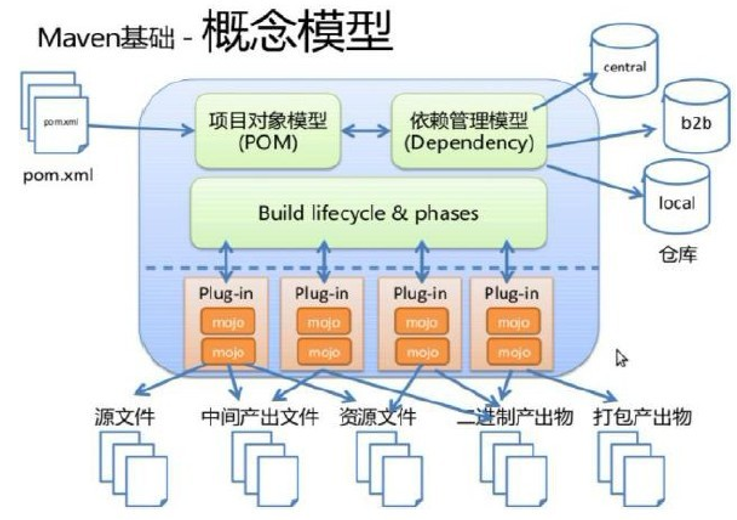 Maven基础 - 概念模型
central
pom.xml
pom.xml
项目对象模型
(POM)
依赖管理模型
(Dependency)
b2b
local
仓库
Build lifecycle & phases
Plug-in
mojo
mojo
Plug-in
mojo
mojo
Plug-in
mojo
mojo
Plug-in
mojo
mojo
源文件
中间产出文件
资源文件
二进制产出物
打包产出物